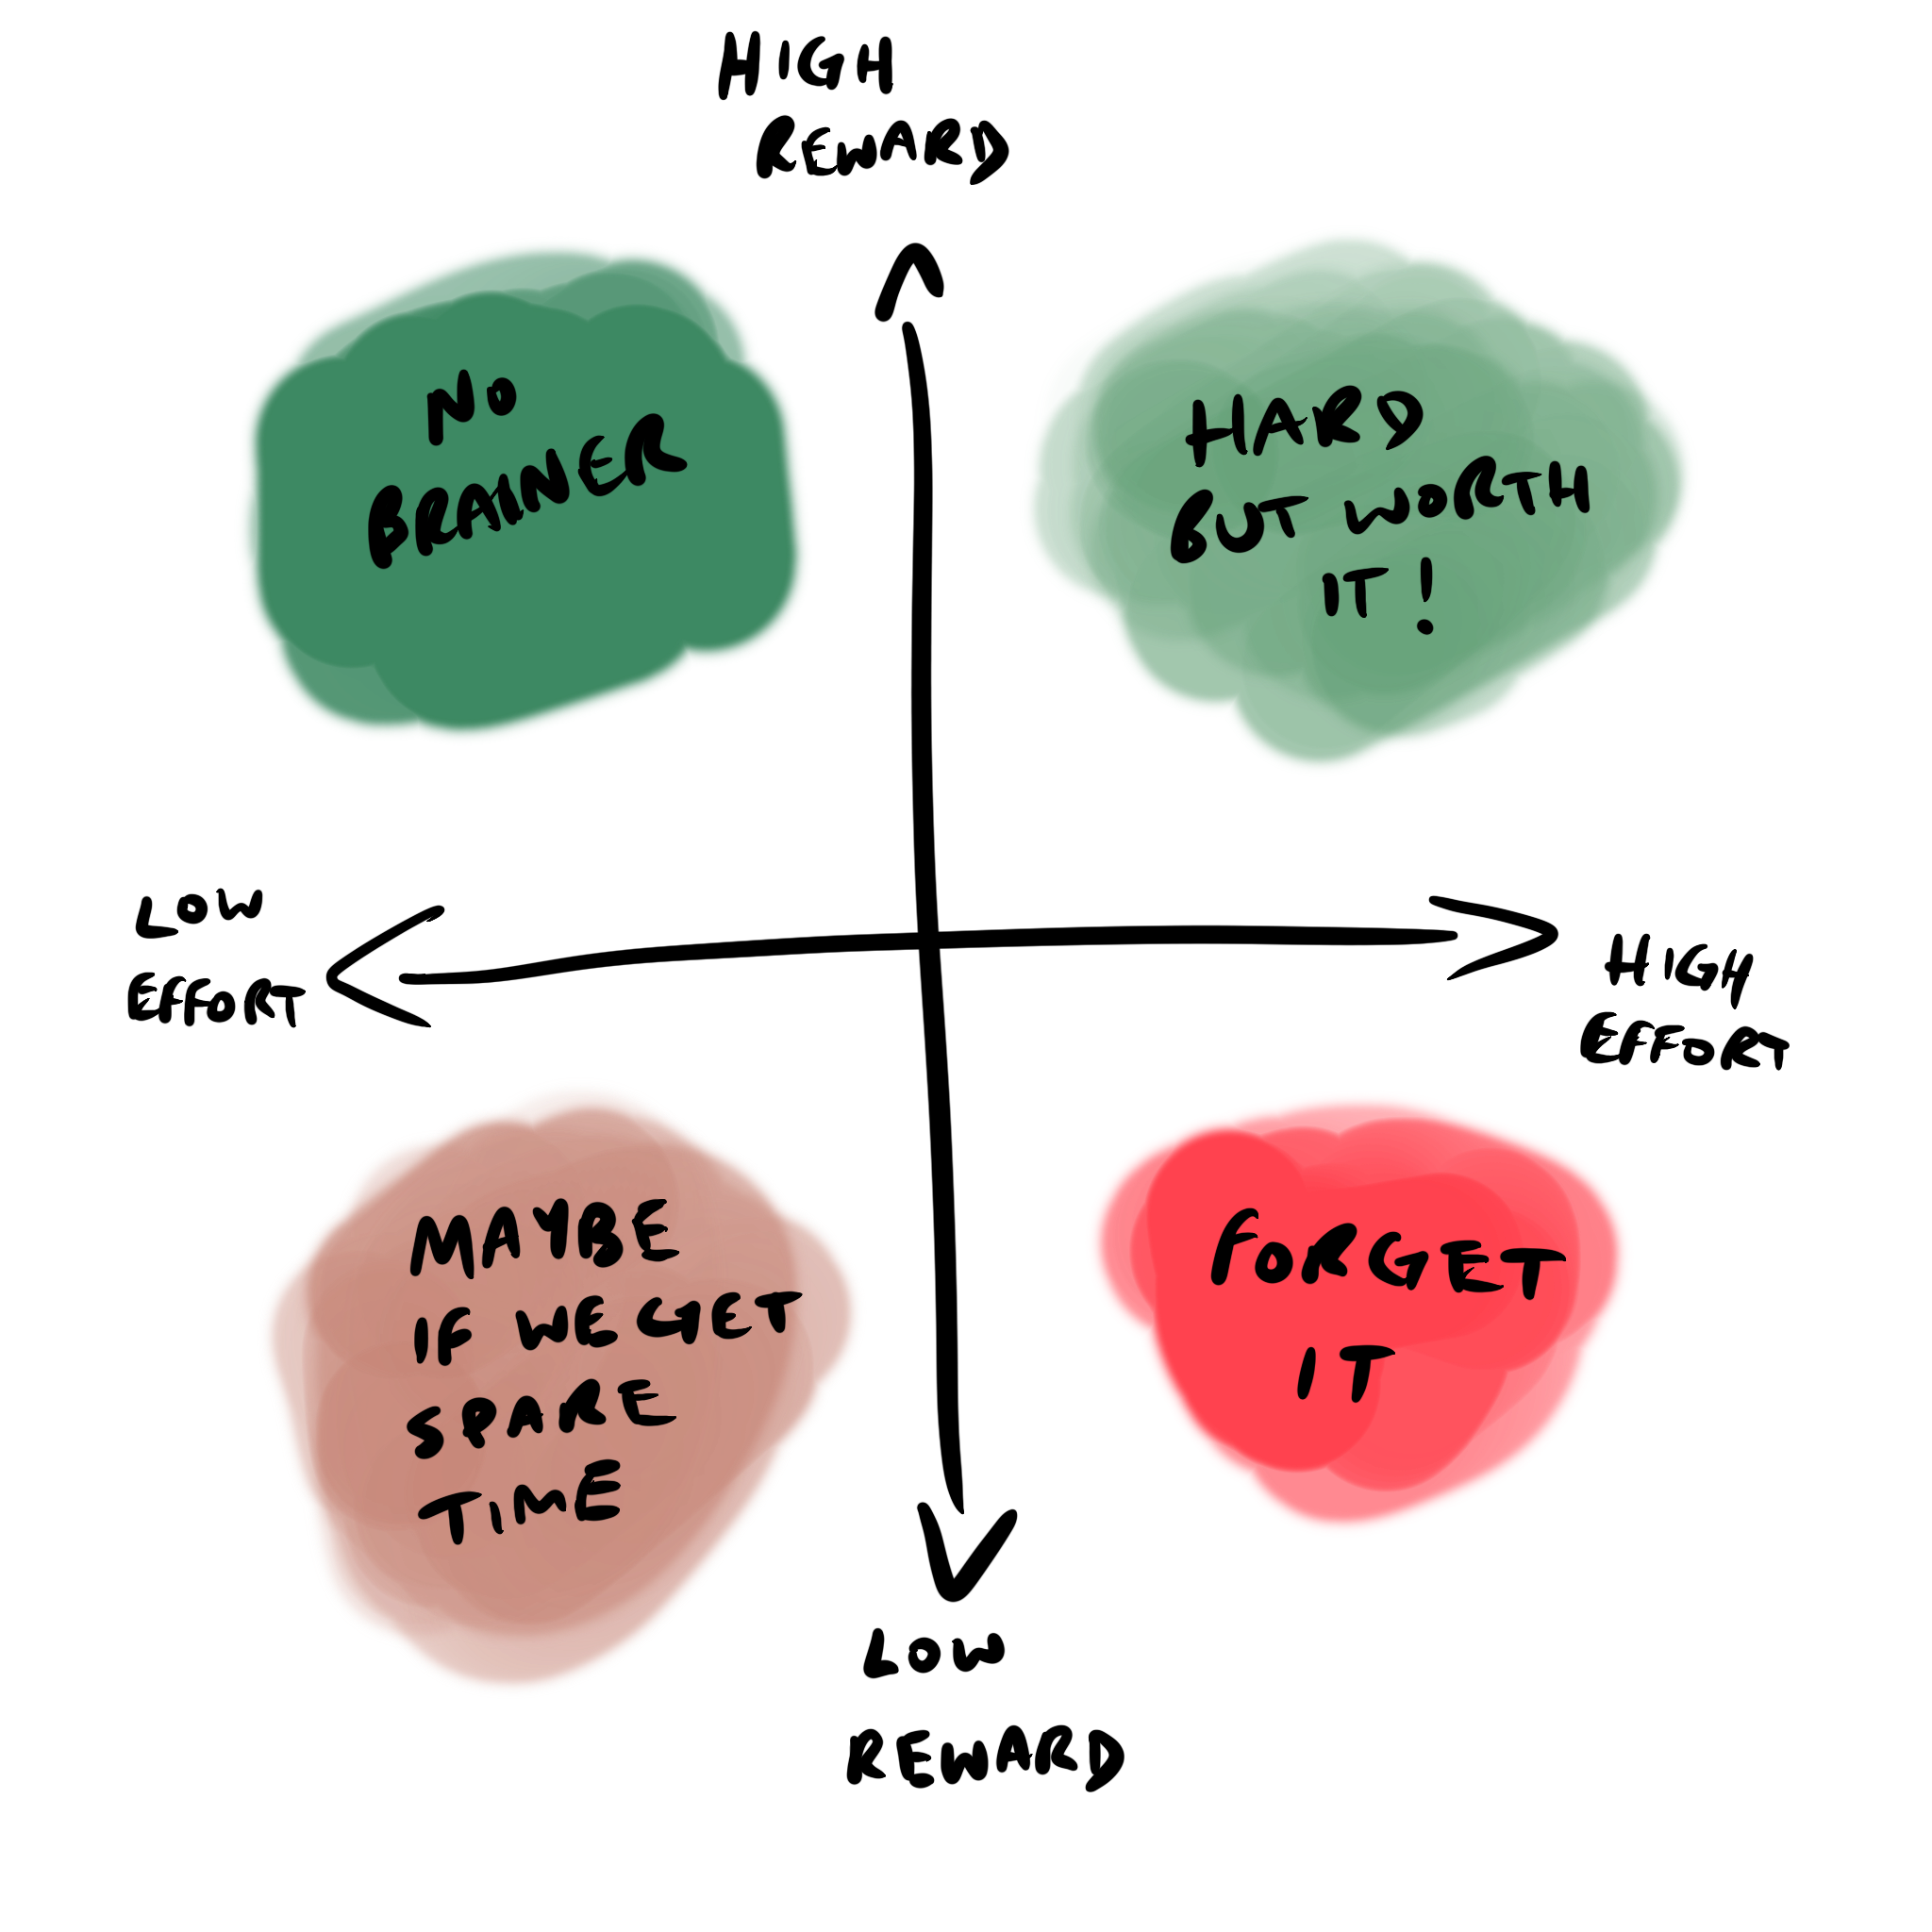 HIGH
REWARD
NO
BRAINER
HARD
BUT WORTH
IT!
LOW
EFFORT
HIGH
EFFORT
MAYBE
IF WE GET
SPARE
TIME
FORGET
IT
LOW
REWARD